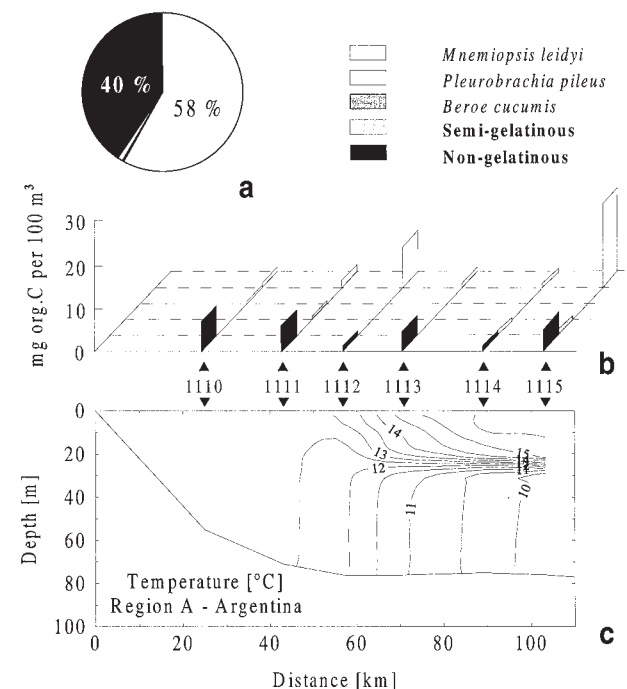 40 %
58 %
a
Mnemiopsis leidyi
Pleurobrachia pileus
Beroe cucumis
Semi-gelatinous
Non-gelatinous
mg org.C per 100 m³
30
20
10
0
b
1110 1111 1112 1113 1114 1115
Depth [m]
0
20
40
60
80
100
14
13
12
11
15
10
Temperature [°C]
Region A - Argentina
c
0 20 40 60 80 100
Distance [km]